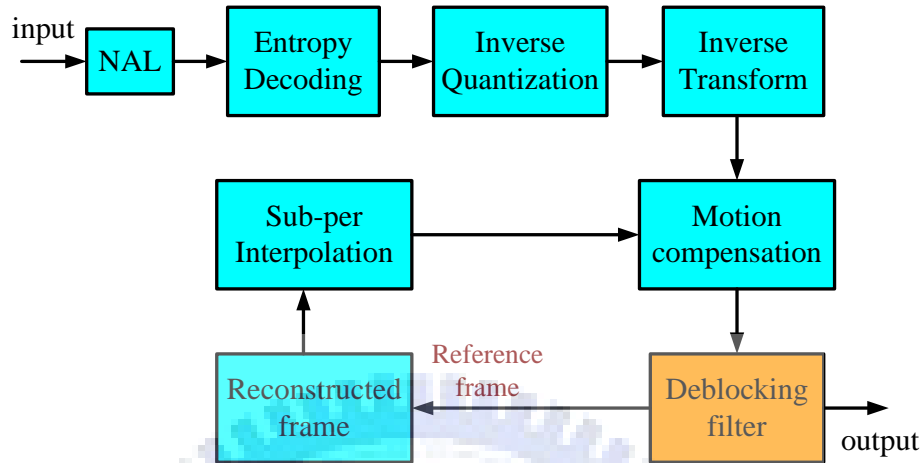 input
NAL
Entropy
Decoding
Inverse
Quantization
Inverse
Transform
Sub-per
Interpolation
Motion
compensation
Reference
frame
Reconstructed
frame
Deblocking
filter
output